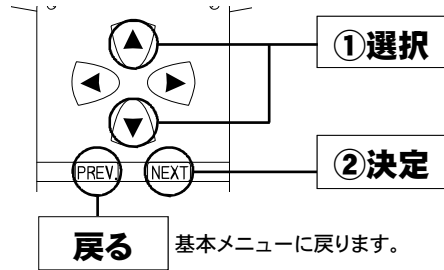 ①選択
PREV.
NEXT
②決定
戻る
基本メニューに戻ります。